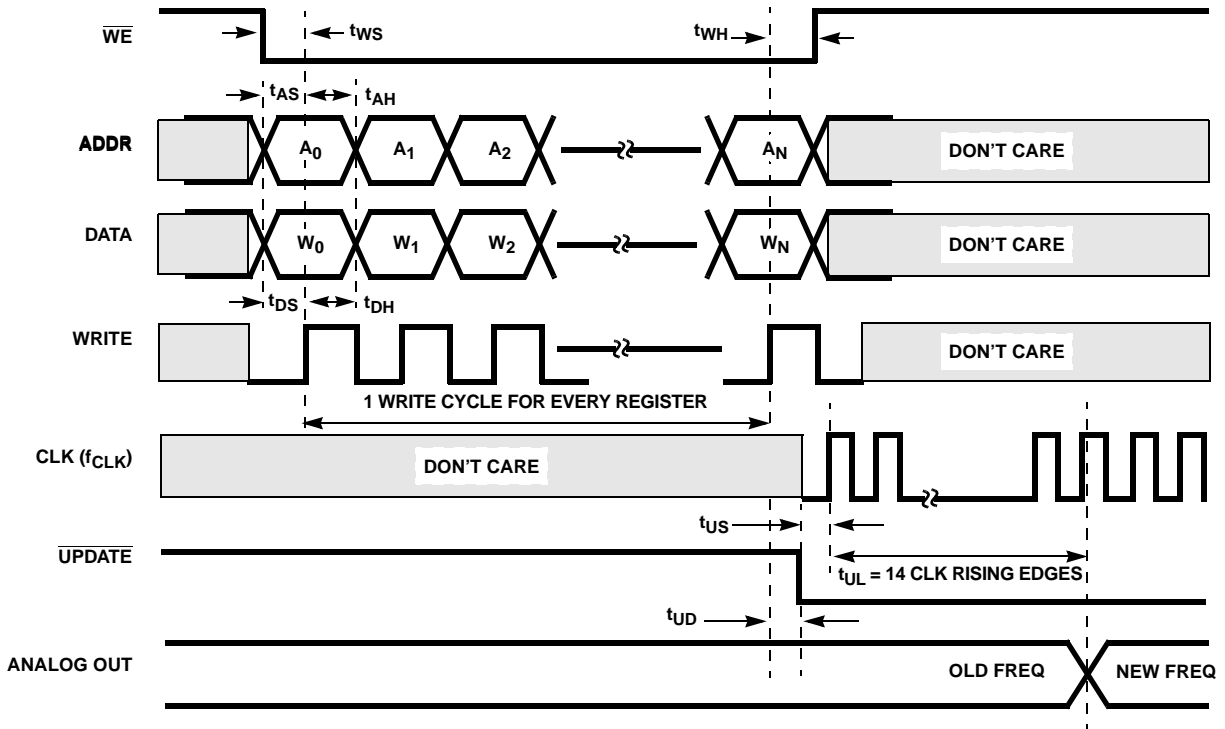 WE
tWS
tWH
tAS
tAH
ADDR
A0
A1
A2
AN
DON'T CARE
DATA
W0
W1
W2
WN
DON'T CARE
tDS
tDH
WRITE
DON'T CARE
1 WRITE CYCLE FOR EVERY REGISTER
CLK (fCLK)
DON'T CARE
tUS
UPDATE
tUL = 14 CLK RISING EDGES
tUD
ANALOG OUT
OLD FREQ
NEW FREQ